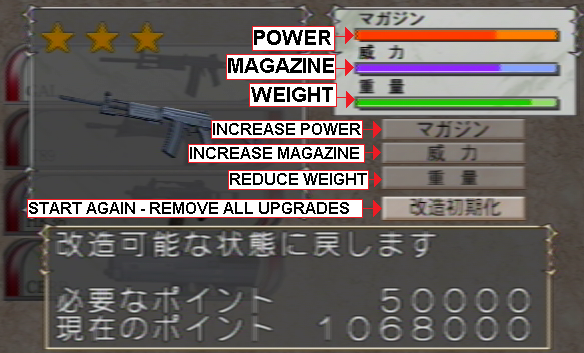 POWER
マガジン
MAGAZINE
威力
WEIGHT
重量
INCREASE POWER
マガジン
INCREASE MAGAZINE
威力
REDUCE WEIGHT
重量
START AGAIN - REMOVE ALL UPGRADES
改造初期化
改造可能な状態に戻します
必要なポイント 50000
現在のポイント 1068000